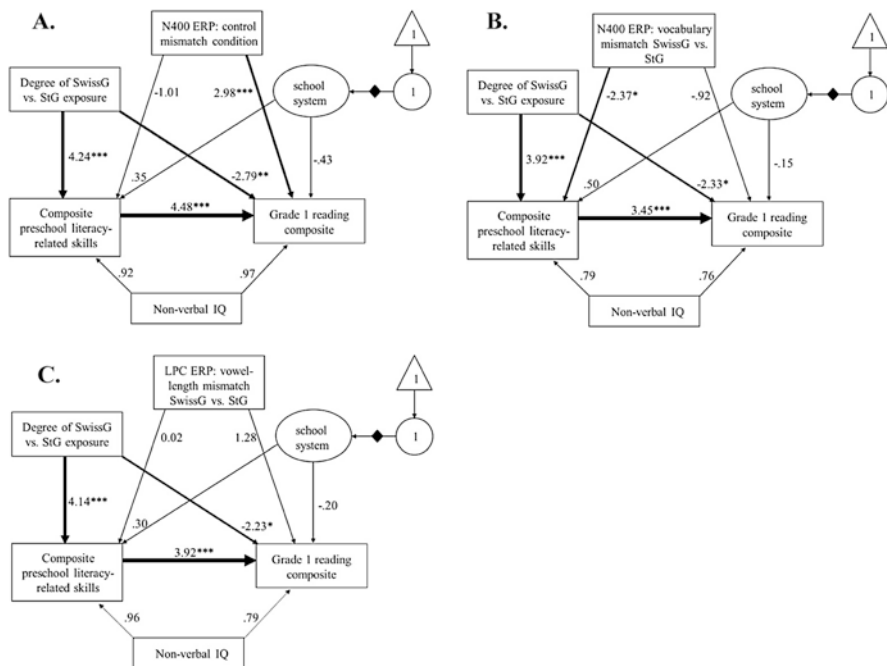 A.
N400 ERP: control
mismatch condition
1
Degree of SwissG
vs. StG exposure
school
system
1
-1.01
2.98***
4.24***
.35
-2.79**
-.43
Composite
preschool literacy-
related skills
4.48***
Grade 1 reading
composite
.92
.97
Non-verbal IQ
B.
N400 ERP: vocabulary
mismatch SwissG vs.
StG
1
Degree of SwissG
vs. StG exposure
school
system
1
-2.37*
-.92
3.92***
.50
-2.33*
-.15
Composite
preschool literacy-
related skills
3.45***
Grade 1 reading
composite
.79
.76
Non-verbal IQ
C.
LPC ERP: vowel-
length mismatch
SwissG vs. StG
1
Degree of SwissG
vs. StG exposure
school
system
1
0.02
1.28
4.14***
.30
-2.23*
-.20
Composite
preschool literacy-
related skills
3.92***
Grade 1 reading
composite
.96
.79
Non-verbal IQ